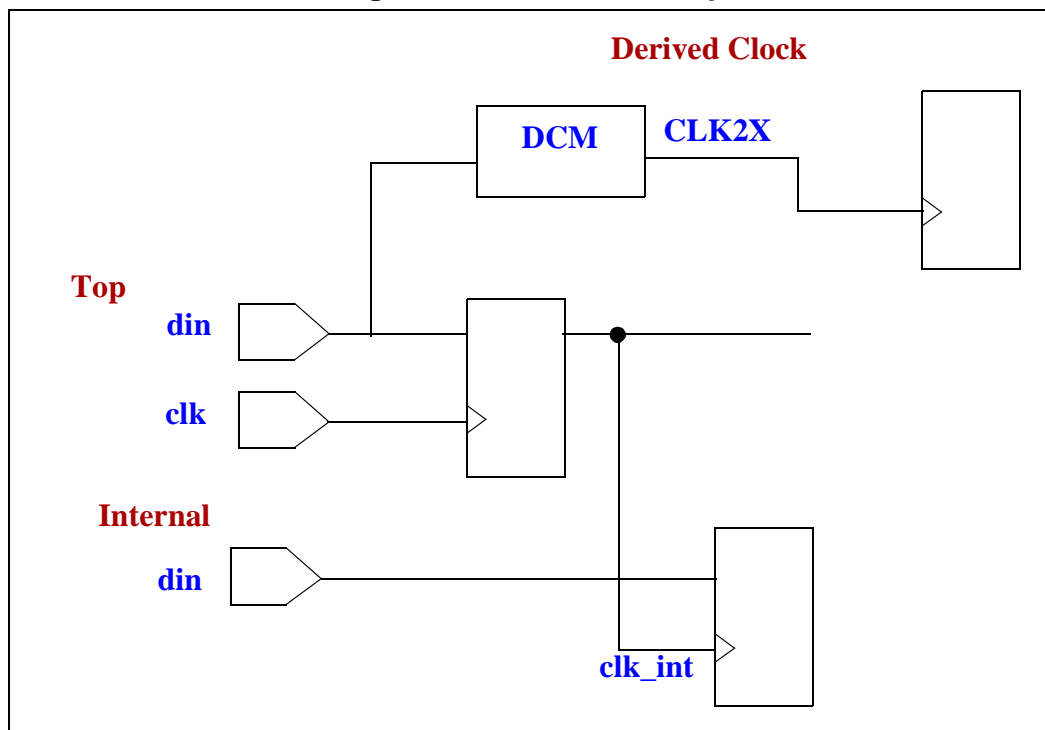 Derived Clock
DCM
CLK2X
Top
din
clk
Internal
din
clk_int